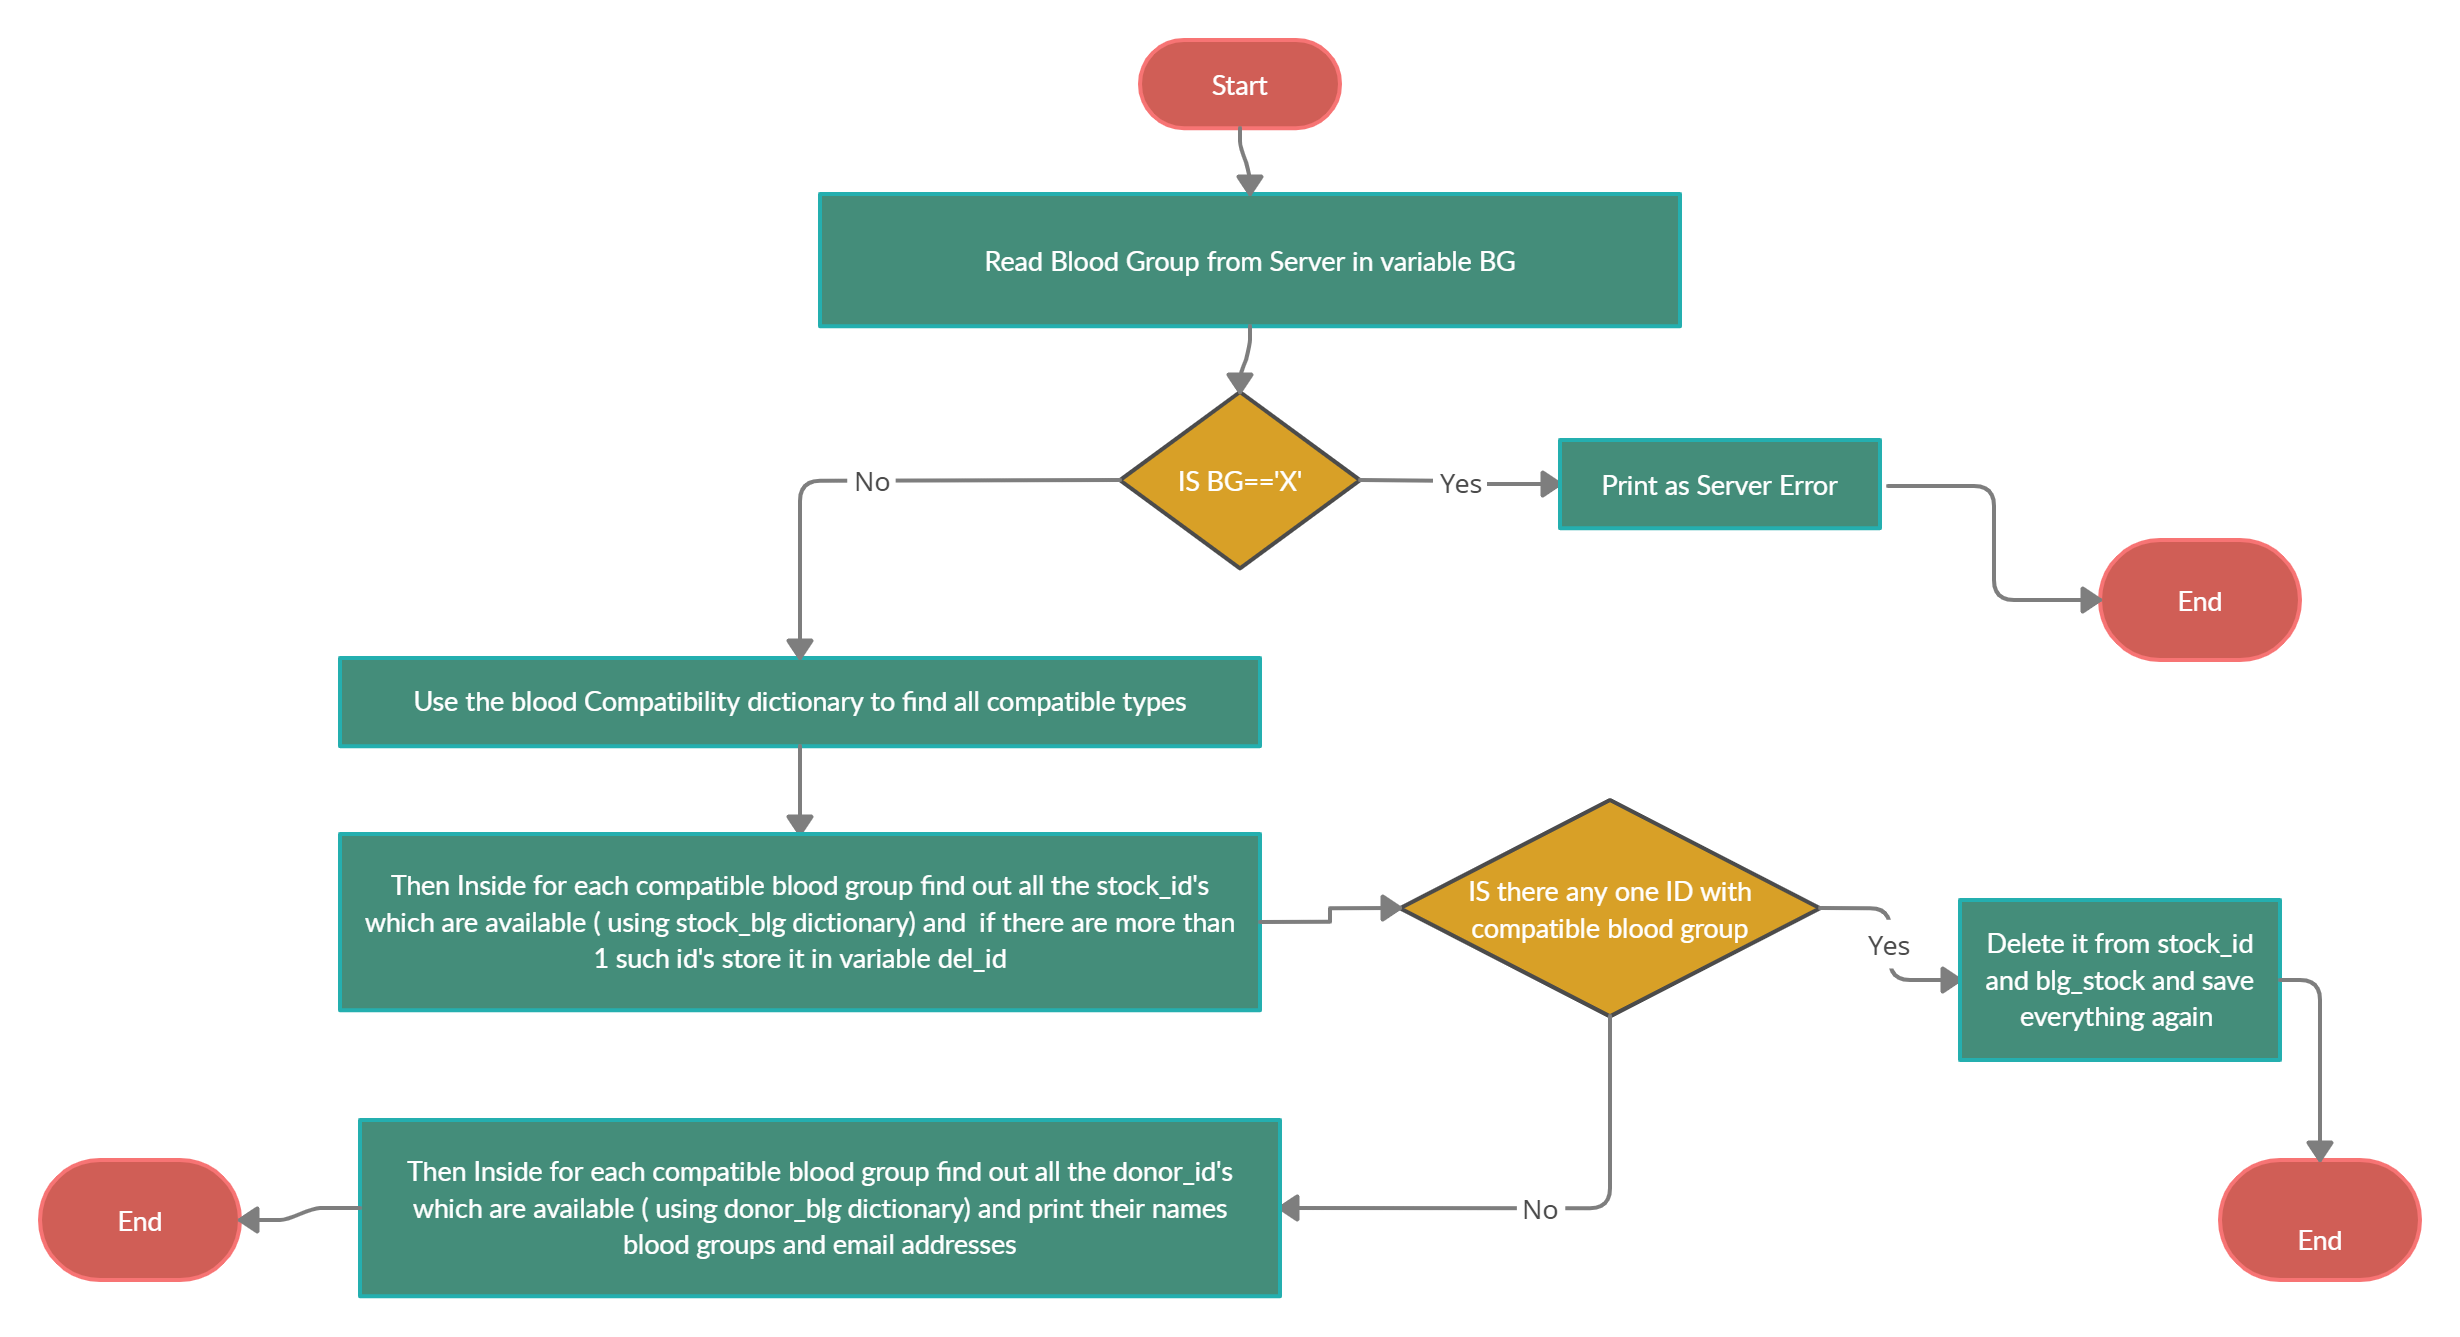 Start
Read Blood Group from Server in variable BG
IS BG=='X'
No
Yes
Print as Server Error
End
Use the blood Compatibility dictionary to find all compatible types
Then Inside for each compatible blood group find out all the stock_id's
which are available ( using stock_blg dictionary) and  if there are more than
1 such id's store it in variable del_id
IS there any one ID with
compatible blood group
Yes
Delete it from stock_id
and blg_stock and save
everything again
No
Then Inside for each compatible blood group find out all the donor_id's
which are available ( using donor_blg dictionary) and print their names
blood groups and email addresses
End
End